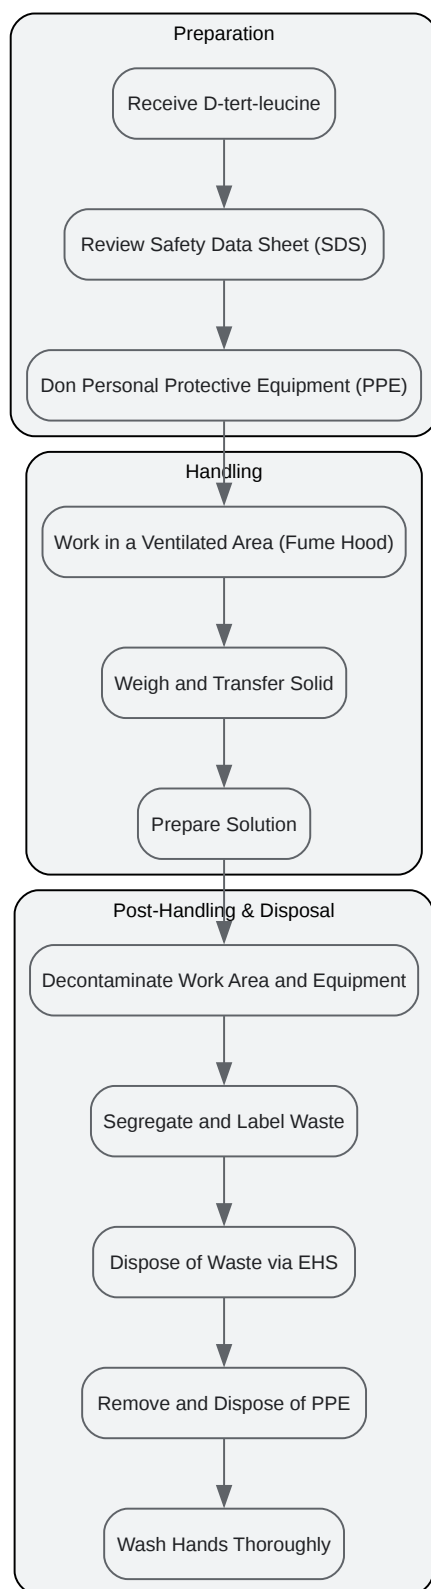 Preparation
Receive D-tert-leucine
Review Safety Data Sheet (SDS)
Don Personal Protective Equipment (PPE)
Handling
Work in a Ventilated Area (Fume Hood)
Weigh and Transfer Solid
Prepare Solution
Post-Handling & Disposal
Decontaminate Work Area and Equipment
Segregate and Label Waste
Dispose of Waste via EHS
Remove and Dispose of PPE
Wash Hands Thoroughly